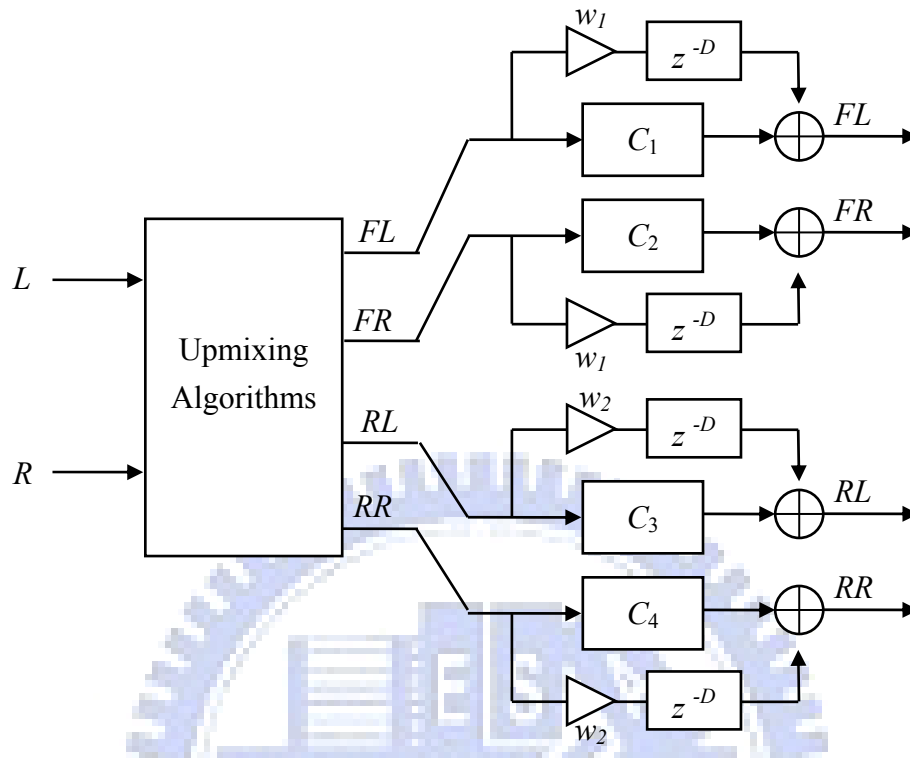 w₁
z⁻ᴰ
C₁
FL
FL
C₂
FR
FR
w₁
z⁻ᴰ
L
R
Upmixing
Algorithms
w₂
z⁻ᴰ
RL
C₃
RL
RR
C₄
RR
w₂
z⁻ᴰ